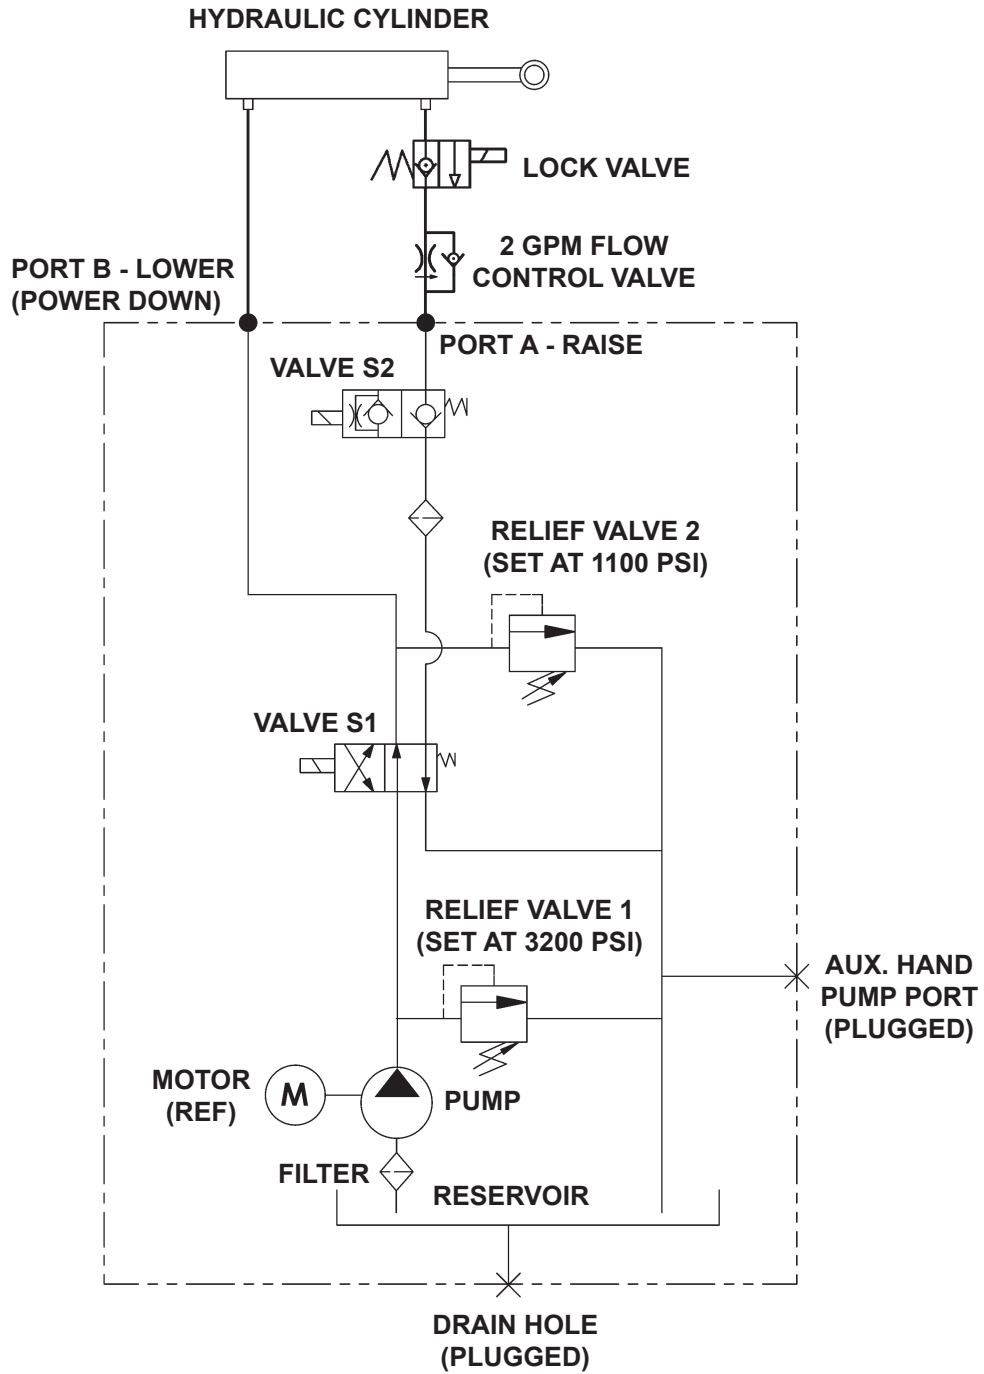 HYDRAULIC CYLINDER
LOCK VALVE
2 GPM FLOW
CONTROL VALVE
PORT B - LOWER
(POWER DOWN)
PORT A - RAISE
VALVE S2
RELIEF VALVE 2
(SET AT 1100 PSI)
VALVE S1
RELIEF VALVE 1
(SET AT 3200 PSI)
AUX. HAND
PUMP PORT
(PLUGGED)
MOTOR
(REF)
M
PUMP
FILTER
RESERVOIR
DRAIN HOLE
(PLUGGED)